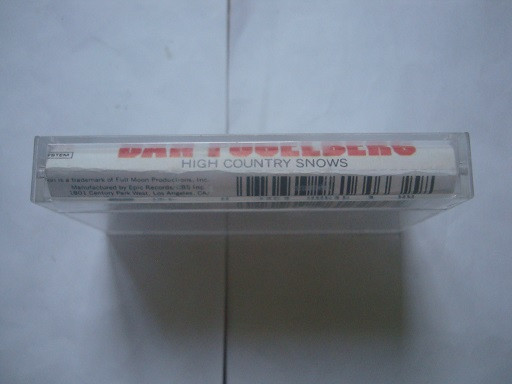 DAN FOGELBERG
HIGH COUNTRY SNOWS
is a trademark of Full Moon Productions, Inc.
Manufactured by Epic Records/CBS Inc.
1801 Century Park West, Los Angeles, CA.